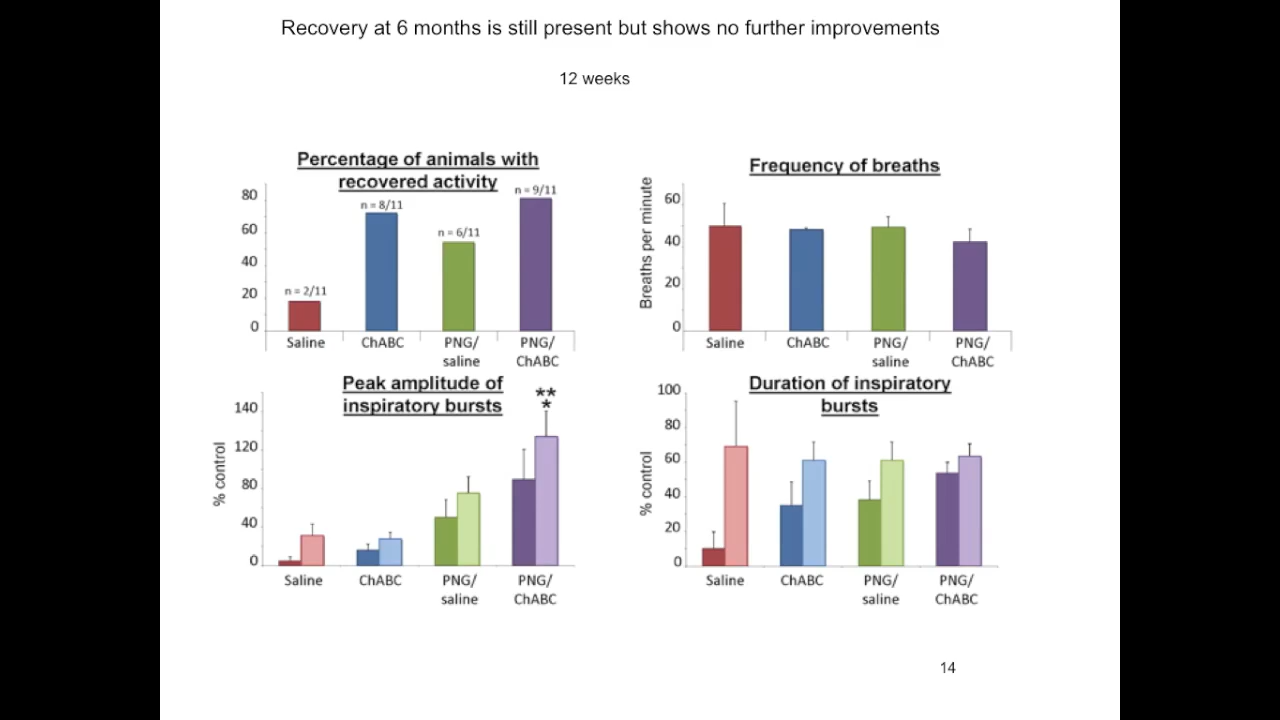 Recovery at 6 months is still present but shows no further improvements
12 weeks
Percentage of animals with
recovered activity
80
60
40
20
0
n = 2/11
n = 8/11
n = 6/11
n = 9/11
Saline
ChABC
PNG/
saline
PNG/
ChABC
Frequency of breaths
Breaths per minute
60
40
20
0
Saline
ChABC
PNG/
saline
PNG/
ChABC
Peak amplitude of
inspiratory bursts
% control
140
120
80
40
0
**
*
Saline
ChABC
PNG/
saline
PNG/
ChABC
Duration of inspiratory
bursts
% control
100
80
60
40
20
0
Saline
ChABC
PNG/
saline
PNG/
ChABC
14